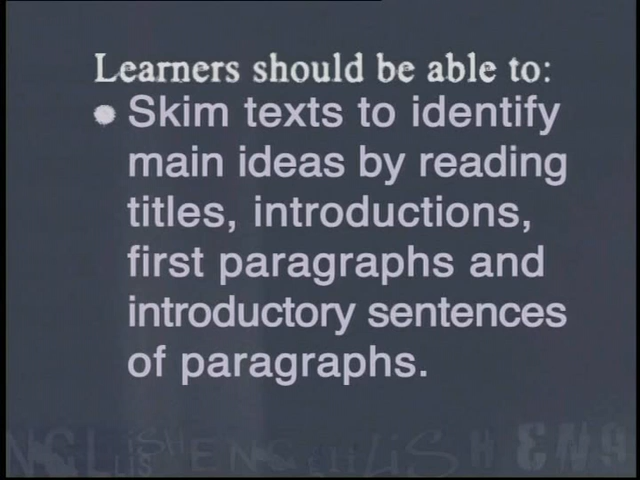 Learners should be able to:
Skim texts to identify
main ideas by reading
titles, introductions,
first paragraphs and
introductory sentences
of paragraphs.